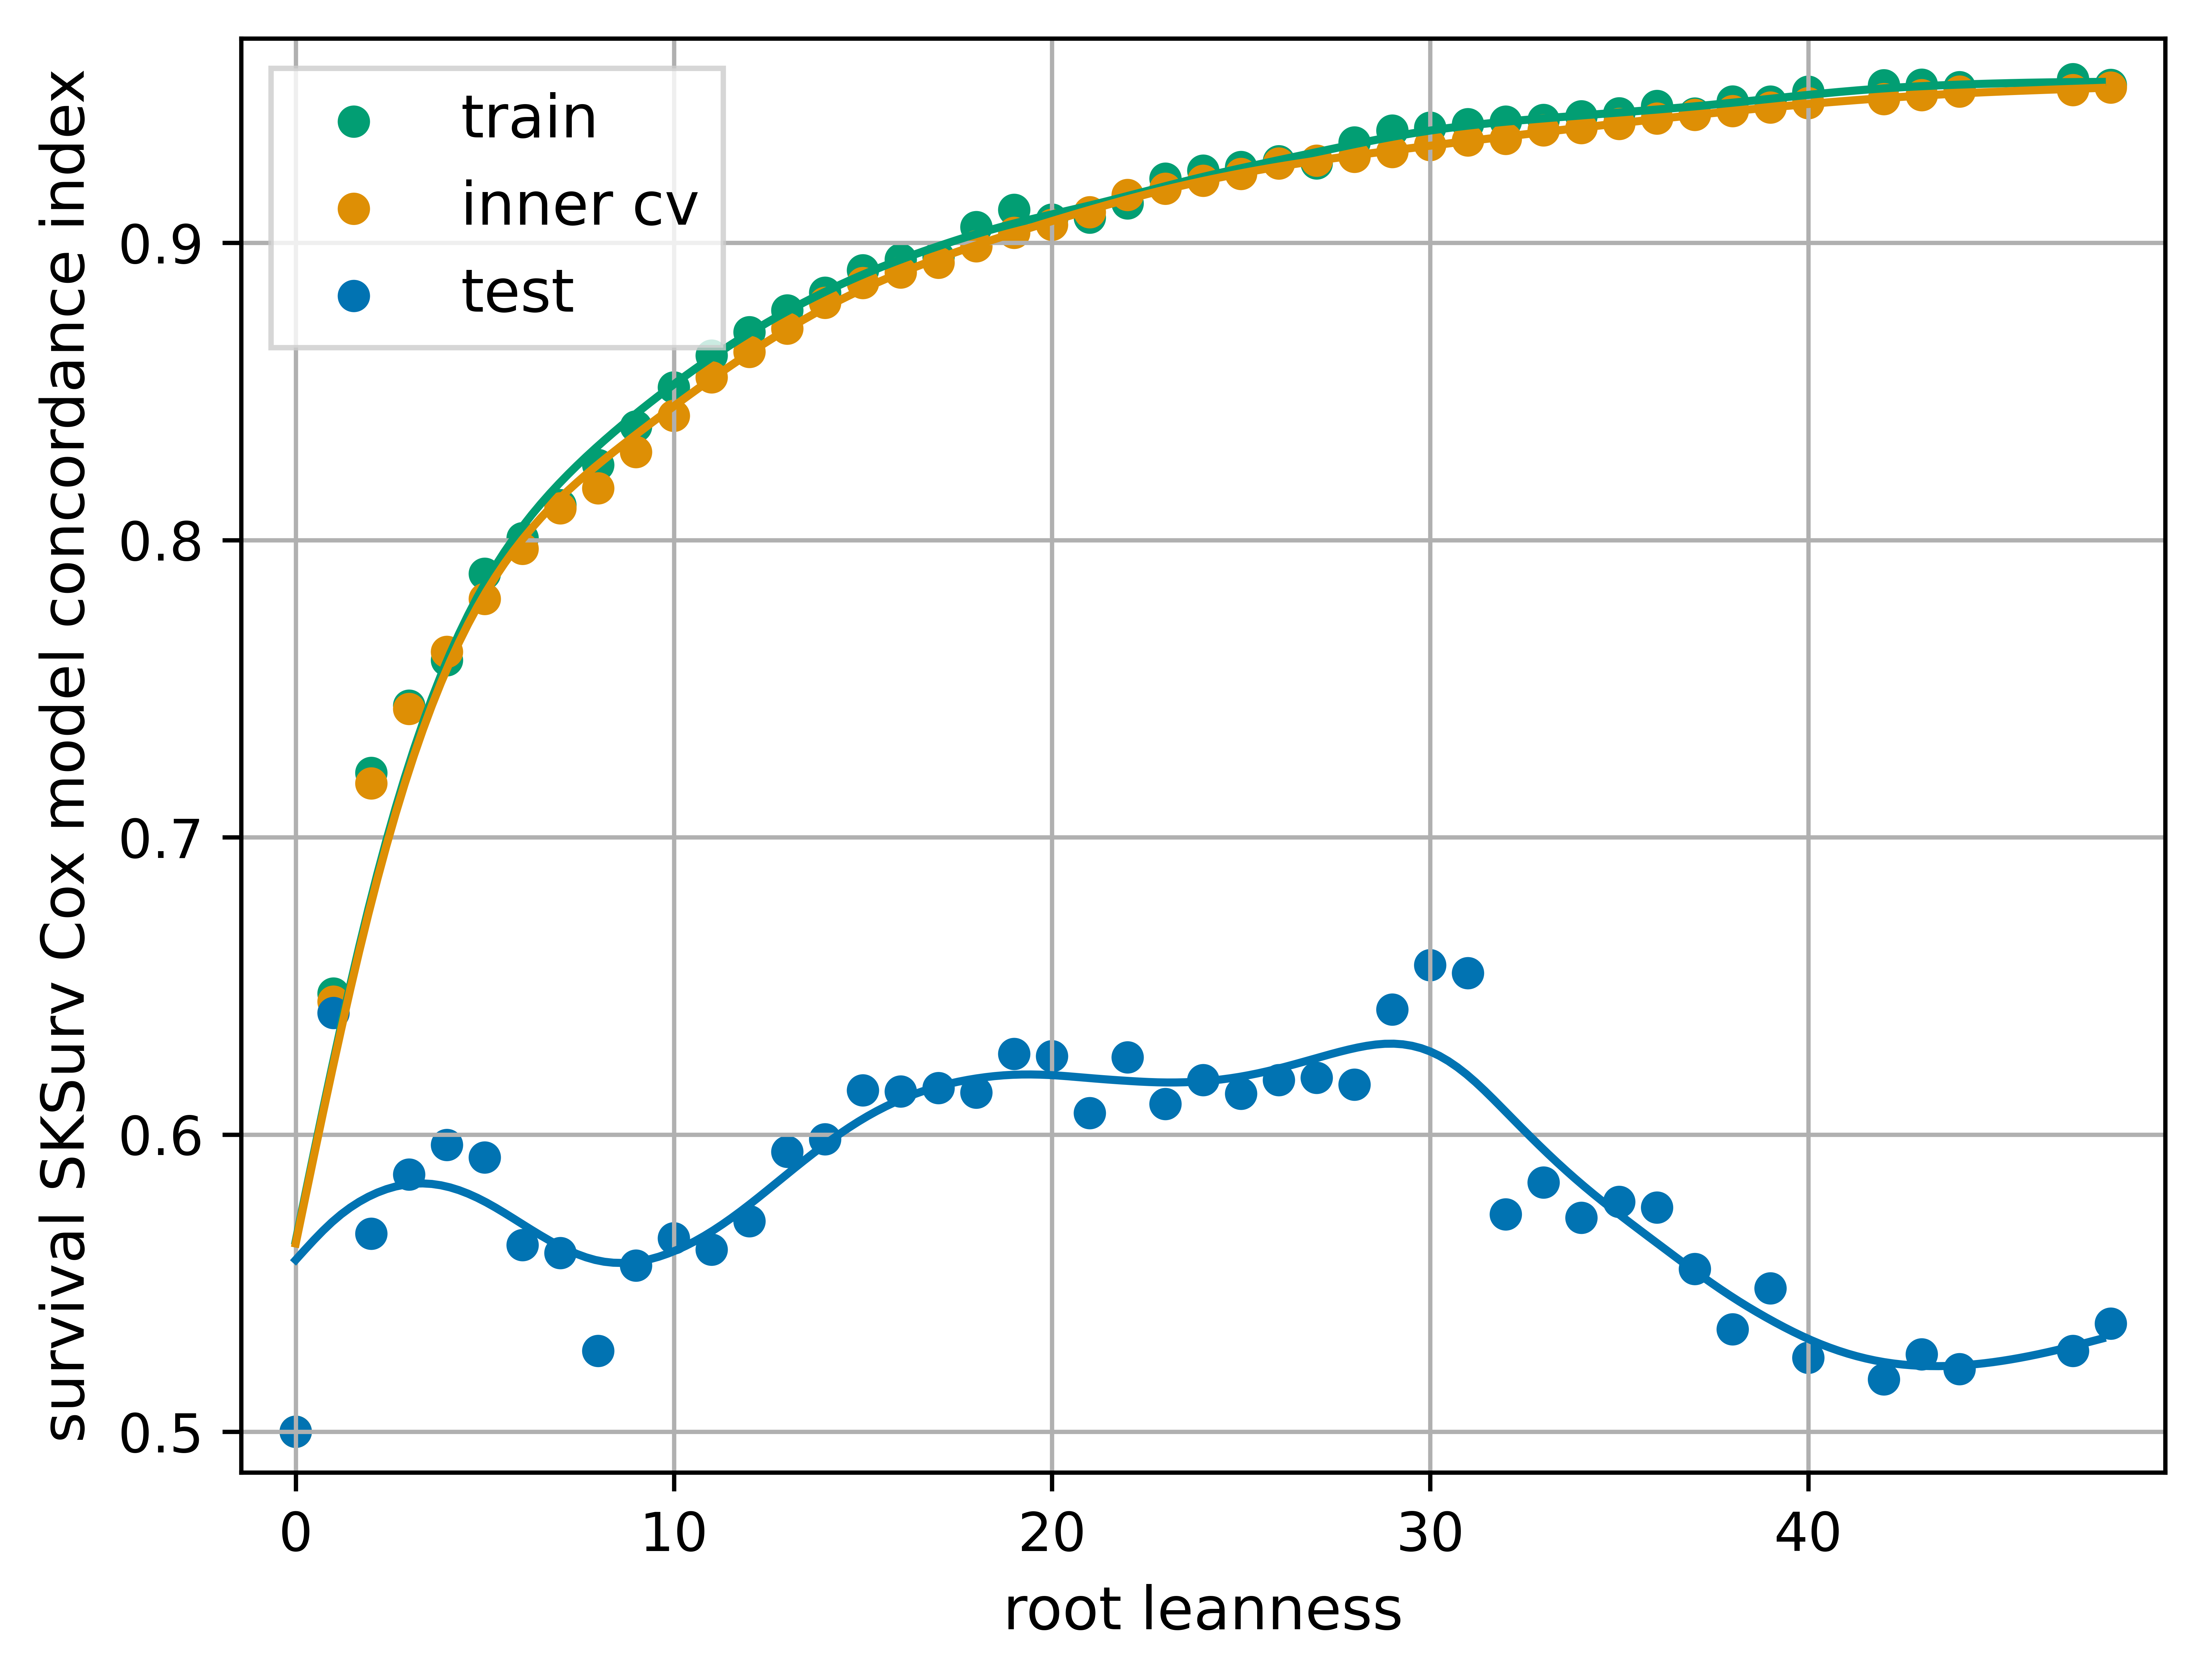 survival SKSurv Cox model concordance index
train
inner cv
test
0.9
0.8
0.7
0.6
0.5
0
10
20
30
40
root leanness